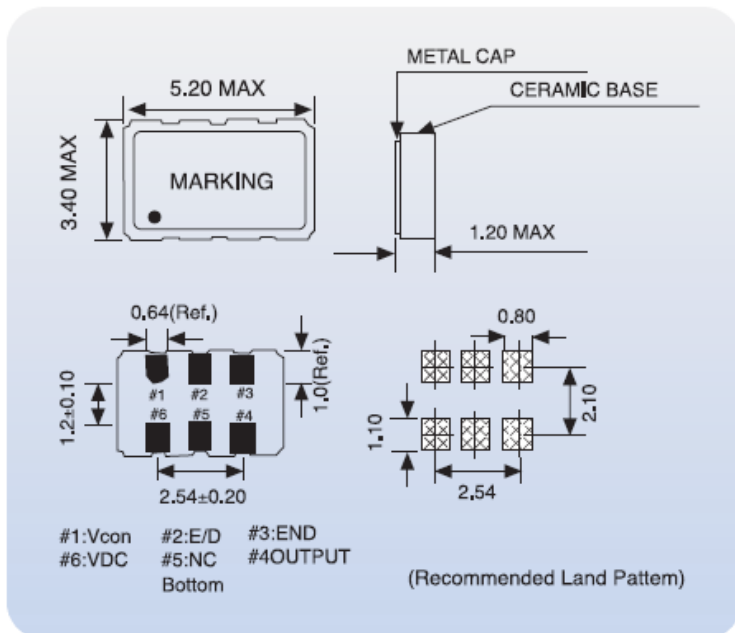 METAL CAP
5.20 MAX
CERAMIC BASE
3.40 MAX
MARKING
1.20 MAX
0.64(Ref.)
0.80
1.0(Ref.)
#1 #2 #3
1.2±0.10
#6 #5 #4
2.10
1.10
2.54±0.20
2.54
#1:Vcon #2:E/D #3:END
#6:VDC #5:NC #4OUTPUT
Bottom
(Recommended Land Pattem)